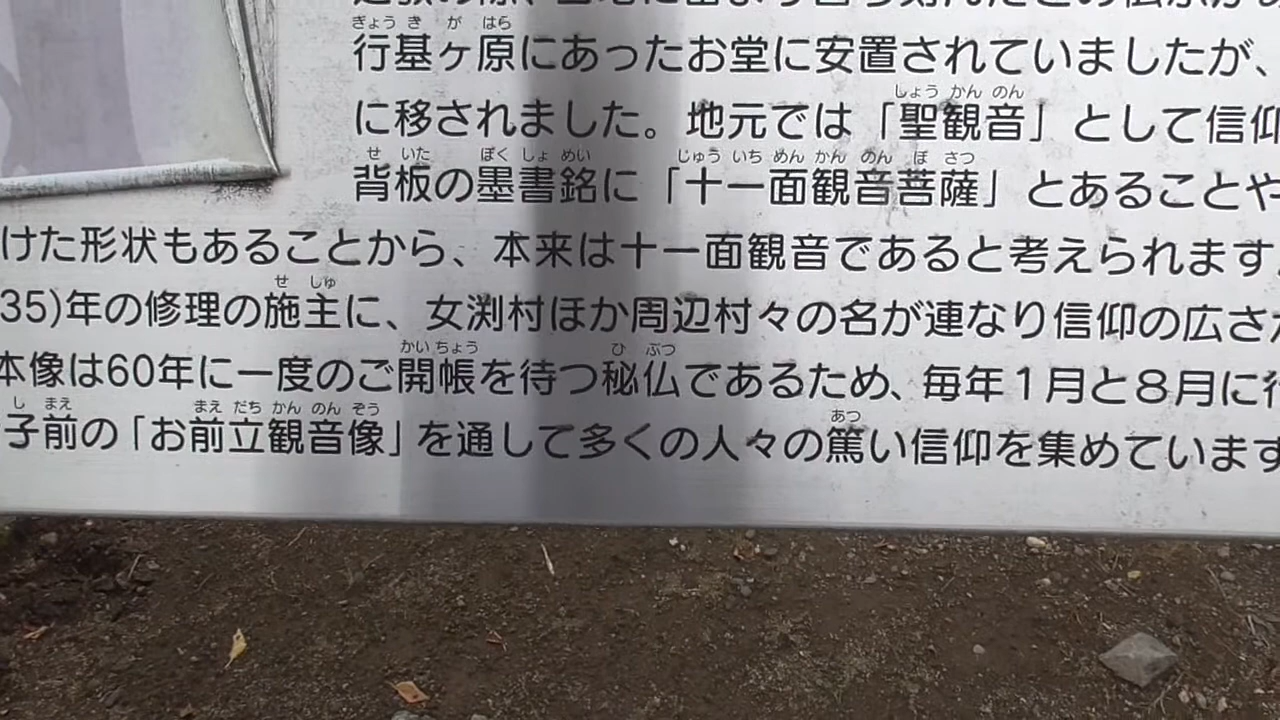 行基ヶ原にあったお堂に安置されていましたが、
に移されました。地元では「聖観音」として信仰
背板の墨書銘に「十一面観音菩薩」とあることや
けた形状もあることから、本来は十一面観音であると考えられます
35)年の修理の施主に、女渕村ほか周辺村々の名が連なり信仰の広さ
本像は60年に一度のご開帳を待つ秘仏であるため、毎年1月と8月に行
子前の「お前立観音像」を通して多くの人々の篤い信仰を集めています